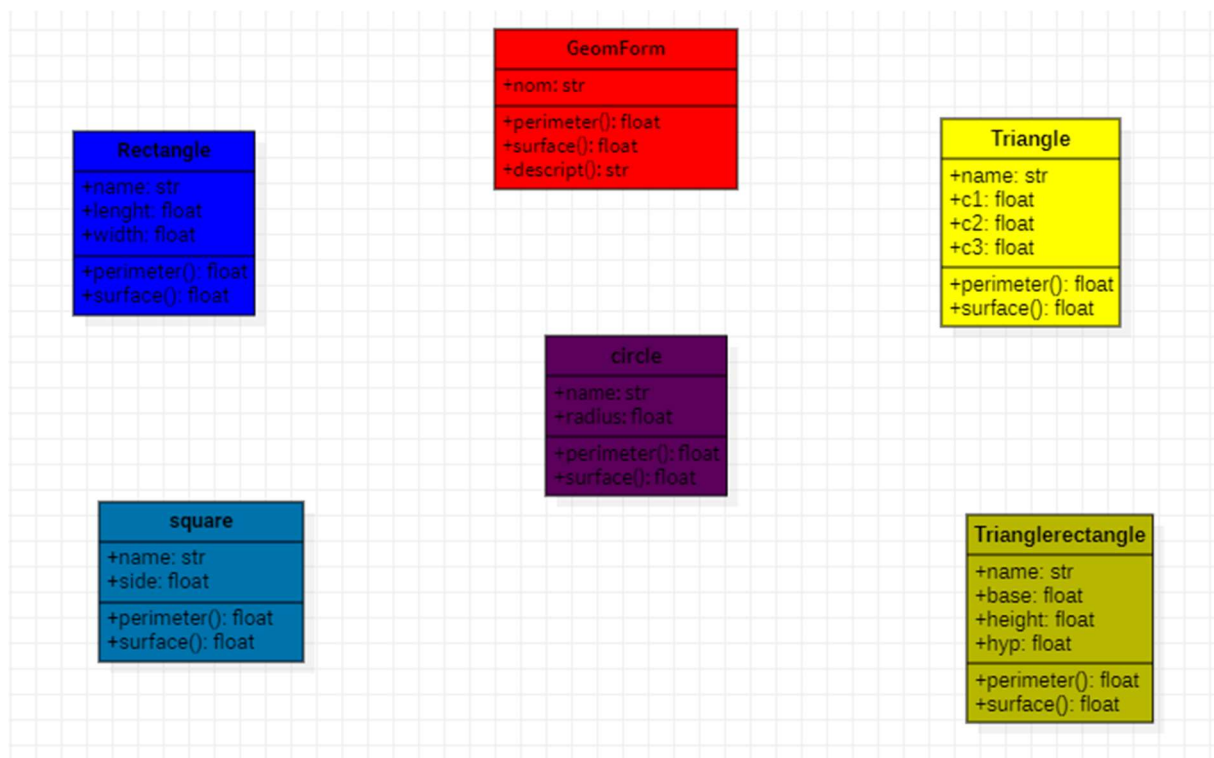 GeomForm
+nom: str
+perimeter(): float
+surface(): float
+descript(): str
Rectangle
+name: str
+lenght: float
+width: float
+perimeter(): float
+surface(): float
Triangle
+name: str
+c1: float
+c2: float
+c3: float
+perimeter(): float
+surface(): float
circle
+name: str
+radius: float
+perimeter(): float
+surface(): float
square
+name: str
+side: float
+perimeter(): float
+surface(): float
Trianglerectangle
+name: str
+base: float
+height: float
+hyp: float
+perimeter(): float
+surface(): float